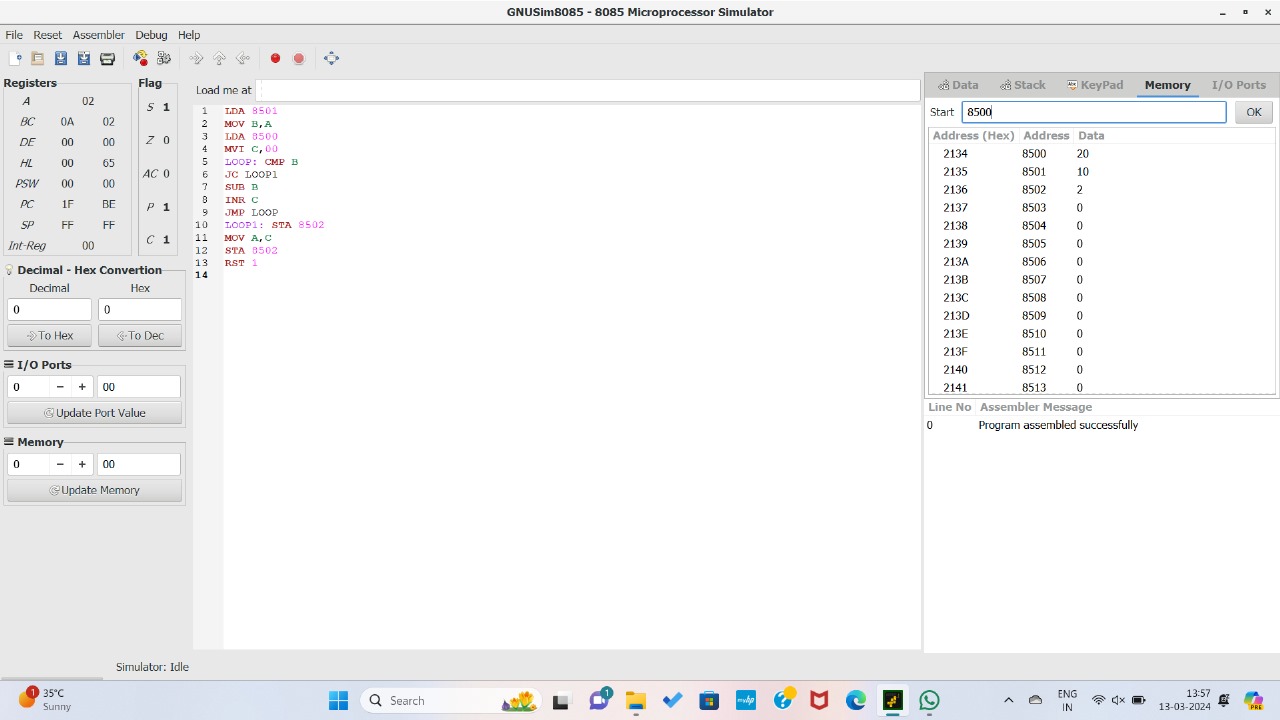 GNUSim8085 - 8085 Microprocessor Simulator
File Reset Assembler Debug Help
Registers
A 02
BC 0A 02
DE 00 00
HL 00 65
PSW 00 00
PC 1F BE
SP FF FF
Int-Reg 00
Flag
S 1
Z 0
AC 0
P 1
C 1
Decimal - Hex Convertion
Decimal Hex
0 0
To Hex To Dec
I/O Ports
0 − + 00
Update Port Value
Memory
0 − + 00
Update Memory
Load me at
1 LDA 8501
2 MOV B,A
3 LDA 8500
4 MVI C,00
5 LOOP: CMP B
6 JC LOOP1
7 SUB B
8 INR C
9 JMP LOOP
10 LOOP1: STA 8502
11 MOV A,C
12 STA 8502
13 RST 1
14
Data Stack KeyPad Memory I/O Ports
Start 8500 OK
Address (Hex) Address Data
2134 8500 20
2135 8501 10
2136 8502 2
2137 8503 0
2138 8504 0
2139 8505 0
213A 8506 0
213B 8507 0
213C 8508 0
213D 8509 0
213E 8510 0
213F 8511 0
2140 8512 0
2141 8513 0
Line No Assembler Message
0 Program assembled successfully
Simulator: Idle
1 35°C
Sunny
Search
1
ENG
IN
13:57
13-03-2024
PRE